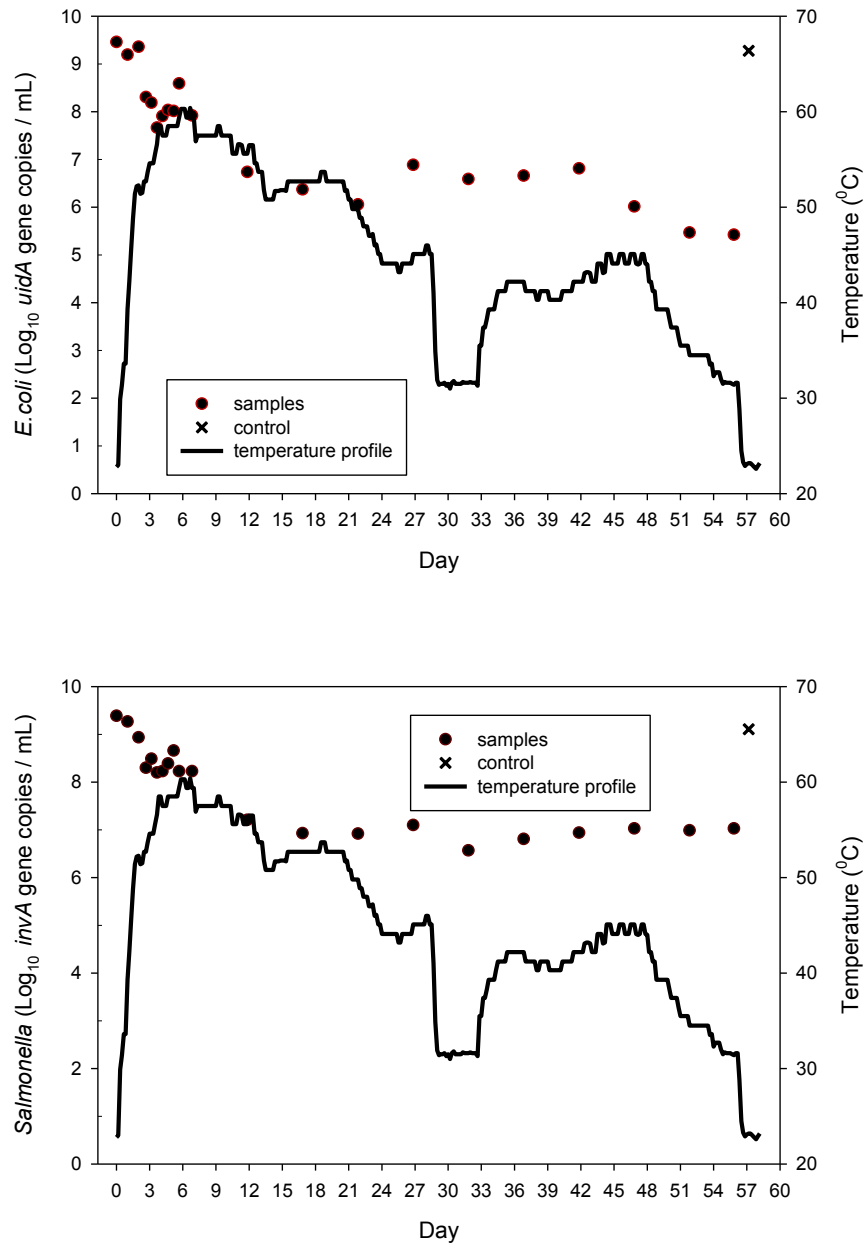 10
9
8
7
6
5
4
3
2
1
0
E.coli (Log10 uidA gene copies / mL)
70
60
50
40
30
20
Temperature (0C)
samples
control
temperature profile
0 3 6 9 12 15 18 21 24 27 30 33 36 39 42 45 48 51 54 57 60
Day
10
8
6
4
2
0
Salmonella (Log10 invA gene copies / mL)
70
60
50
40
30
20
Temperature (0C)
samples
control
temperature profile
0 3 6 9 12 15 18 21 24 27 30 33 36 39 42 45 48 51 54 57 60
Day